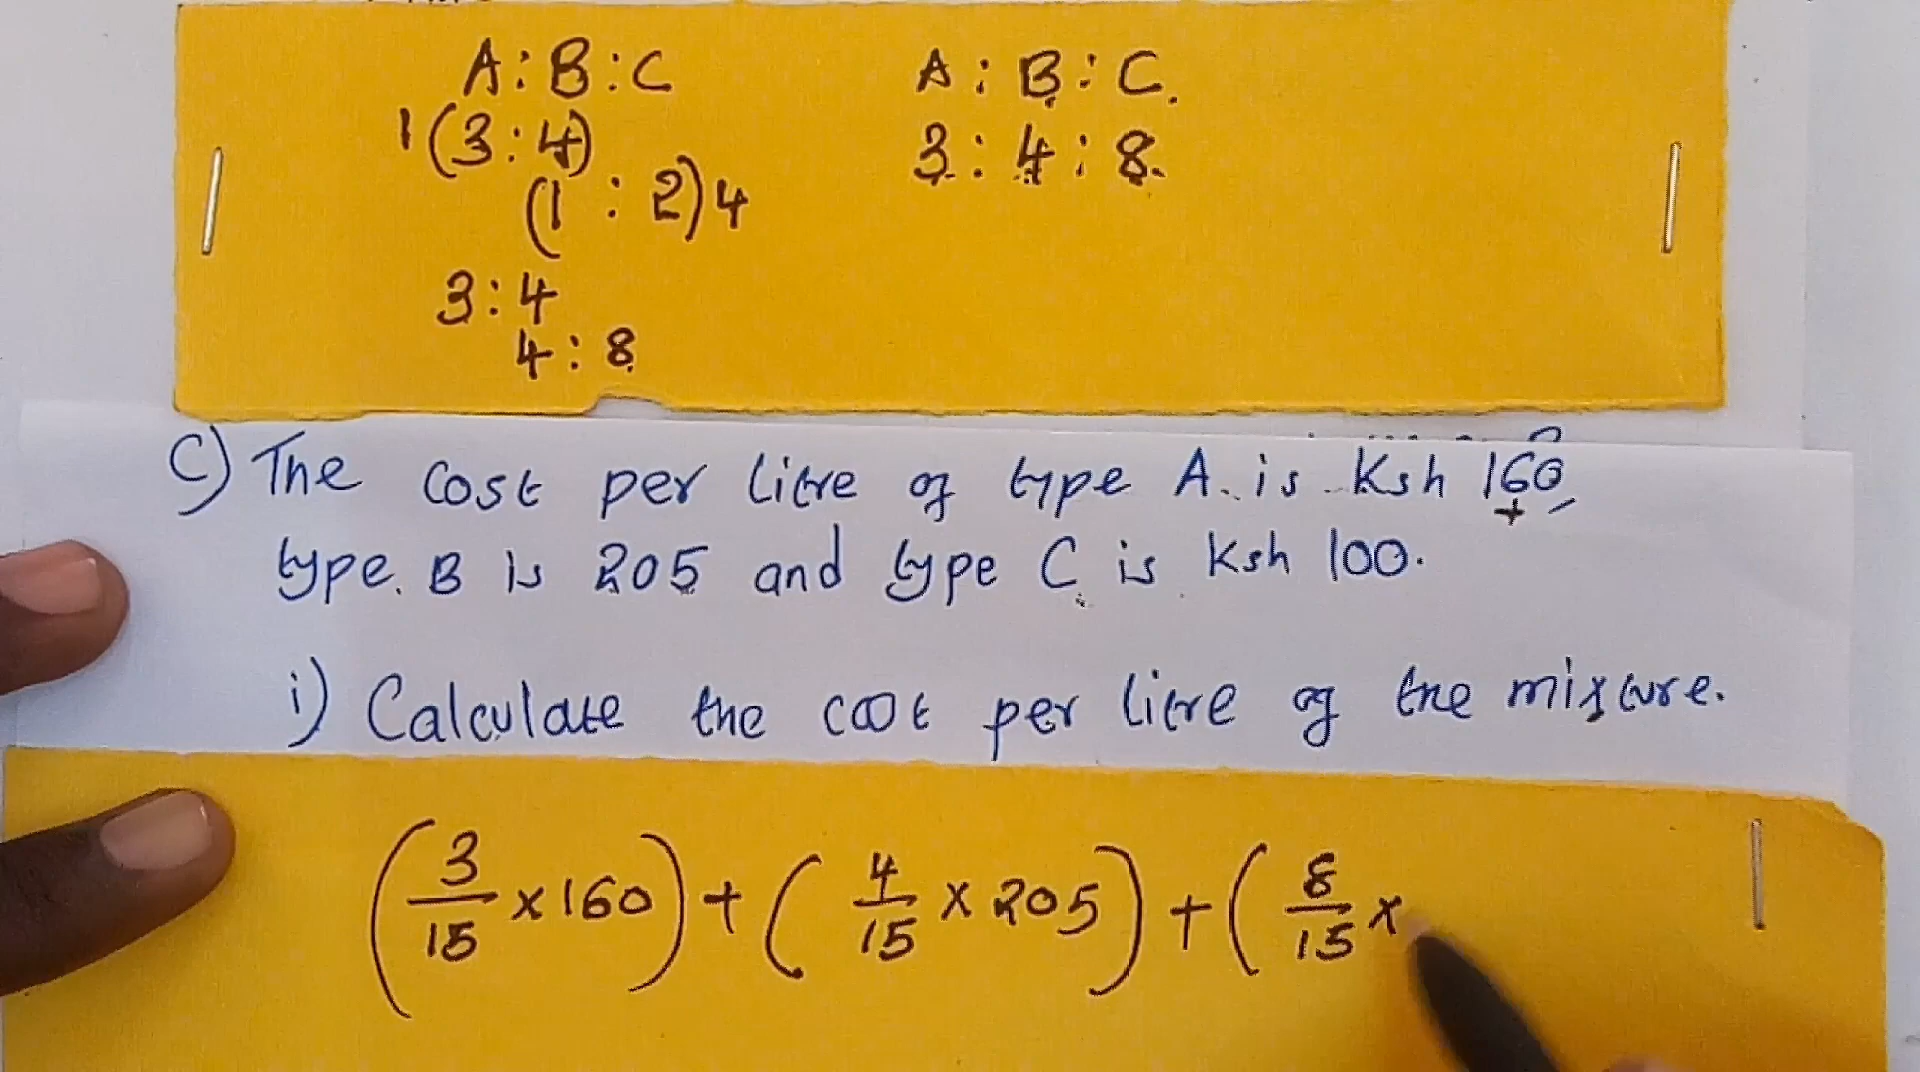 A : B : C
1(3 : 4)
(1 : 2)4
3 : 4
4 : 8
A : B : C.
3 : 4 : 8
C) The cost per litre of type A is Ksh 160,
type B is 205 and type C is Ksh 100.
i) Calculate the cost per litre of the mixture.
(3/15 x 160) + (4/15 x 205) + (8/15 x